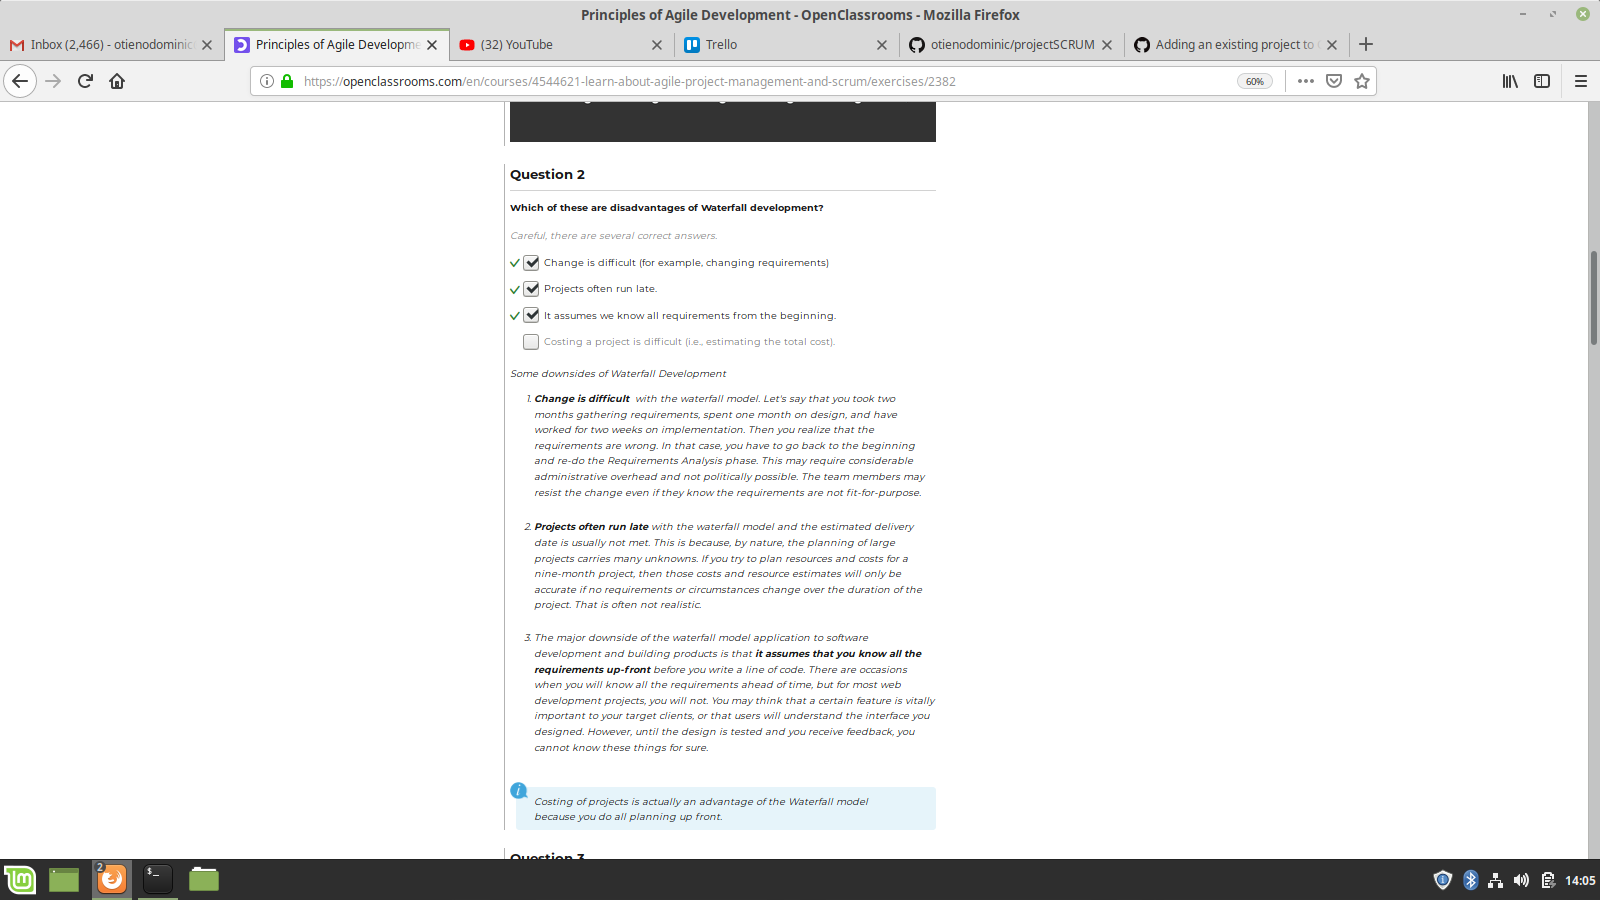 Principles of Agile Development - OpenClassrooms - Mozilla Firefox
Inbox (2,466) - otienodominic
Principles of Agile Developme
(32) YouTube
Trello
otienodominic/projectSCRUM
Adding an existing project to
https://openclassrooms.com/en/courses/4544621-learn-about-agile-project-management-and-scrum/exercises/2382
60%
Question 2
Which of these are disadvantages of Waterfall development?
Careful, there are several correct answers.
Change is difficult (for example, changing requirements)
Projects often run late.
It assumes we know all requirements from the beginning.
Costing a project is difficult (i.e., estimating the total cost).
Some downsides of Waterfall Development
1. Change is difficult with the waterfall model. Let's say that you took two
months gathering requirements, spent one month on design, and have
worked for two weeks on implementation. Then you realize that the
requirements are wrong. In that case, you have to go back to the beginning
and re-do the Requirements Analysis phase. This may require considerable
administrative overhead and not politically possible. The team members may
resist the change even if they know the requirements are not fit-for-purpose.
2. Projects often run late with the waterfall model and the estimated delivery
date is usually not met. This is because, by nature, the planning of large
projects carries many unknowns. If you try to plan resources and costs for a
nine-month project, then those costs and resource estimates will only be
accurate if no requirements or circumstances change over the duration of the
project. That is often not realistic.
3. The major downside of the waterfall model application to software
development and building products is that it assumes that you know all the
requirements up-front before you write a line of code. There are occasions
when you will know all the requirements ahead of time, but for most web
development projects, you will not. You may think that a certain feature is vitally
important to your target clients, or that users will understand the interface you
designed. However, until the design is tested and you receive feedback, you
cannot know these things for sure.
Costing of projects is actually an advantage of the Waterfall model
because you do all planning up front.
Question 3
2
14:05